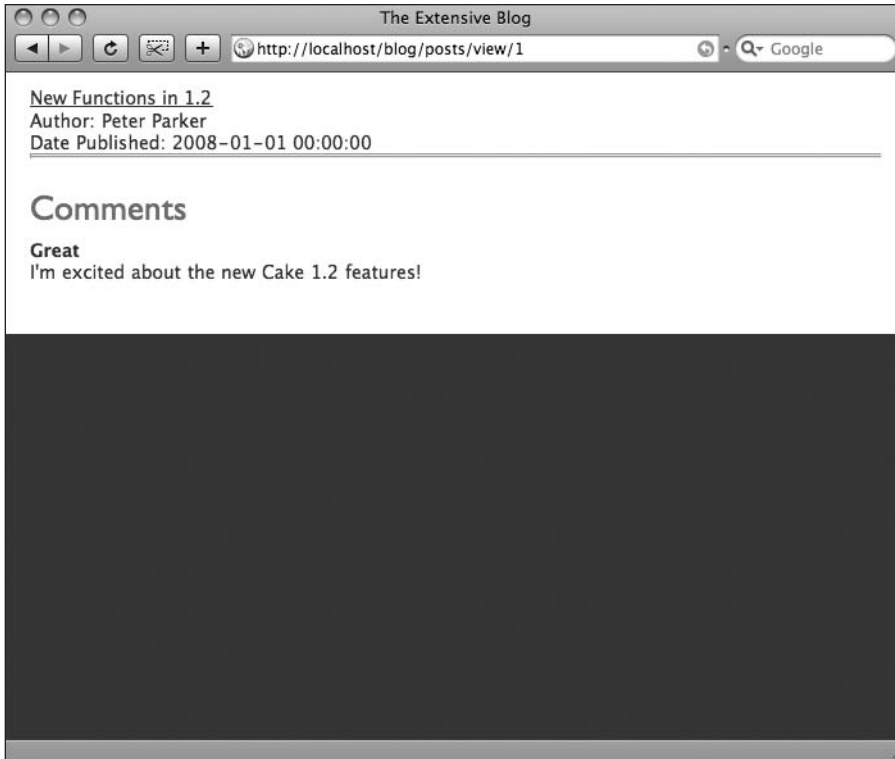 The Extensive Blog
http://localhost/blog/posts/view/1
Google
New Functions in 1.2
Author: Peter Parker
Date Published: 2008-01-01 00:00:00
Comments
Great
I'm excited about the new Cake 1.2 features!